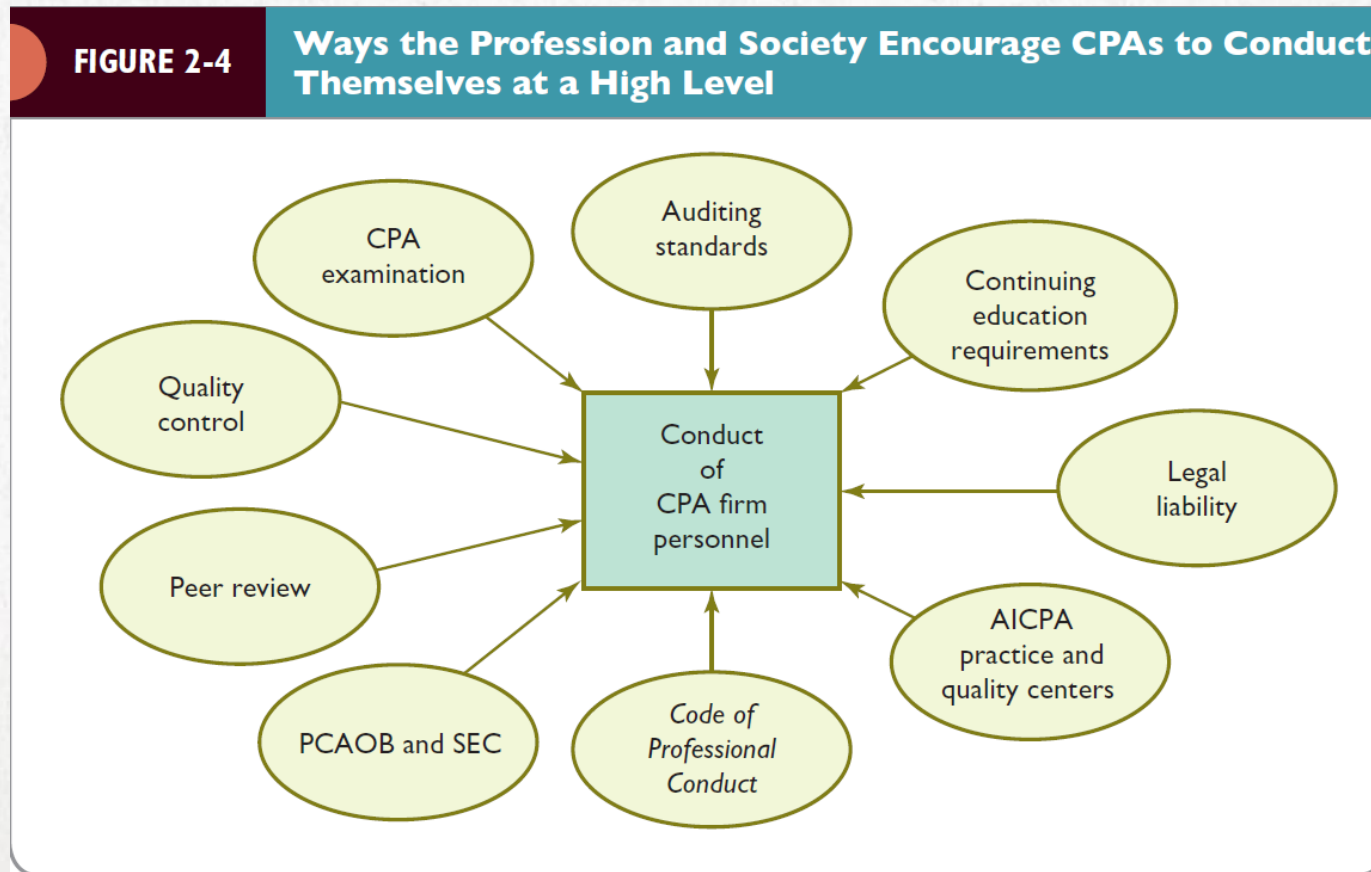 FIGURE 2-4
Ways the Profession and Society Encourage CPAs to Conduct
Themselves at a High Level
Auditing
standards
CPA
examination
Continuing
education
requirements
Quality
control
Conduct
of
CPA firm
personnel
Legal
liability
Peer review
AICPA
practice and
quality centers
PCAOB and SEC
Code of
Professional
Conduct